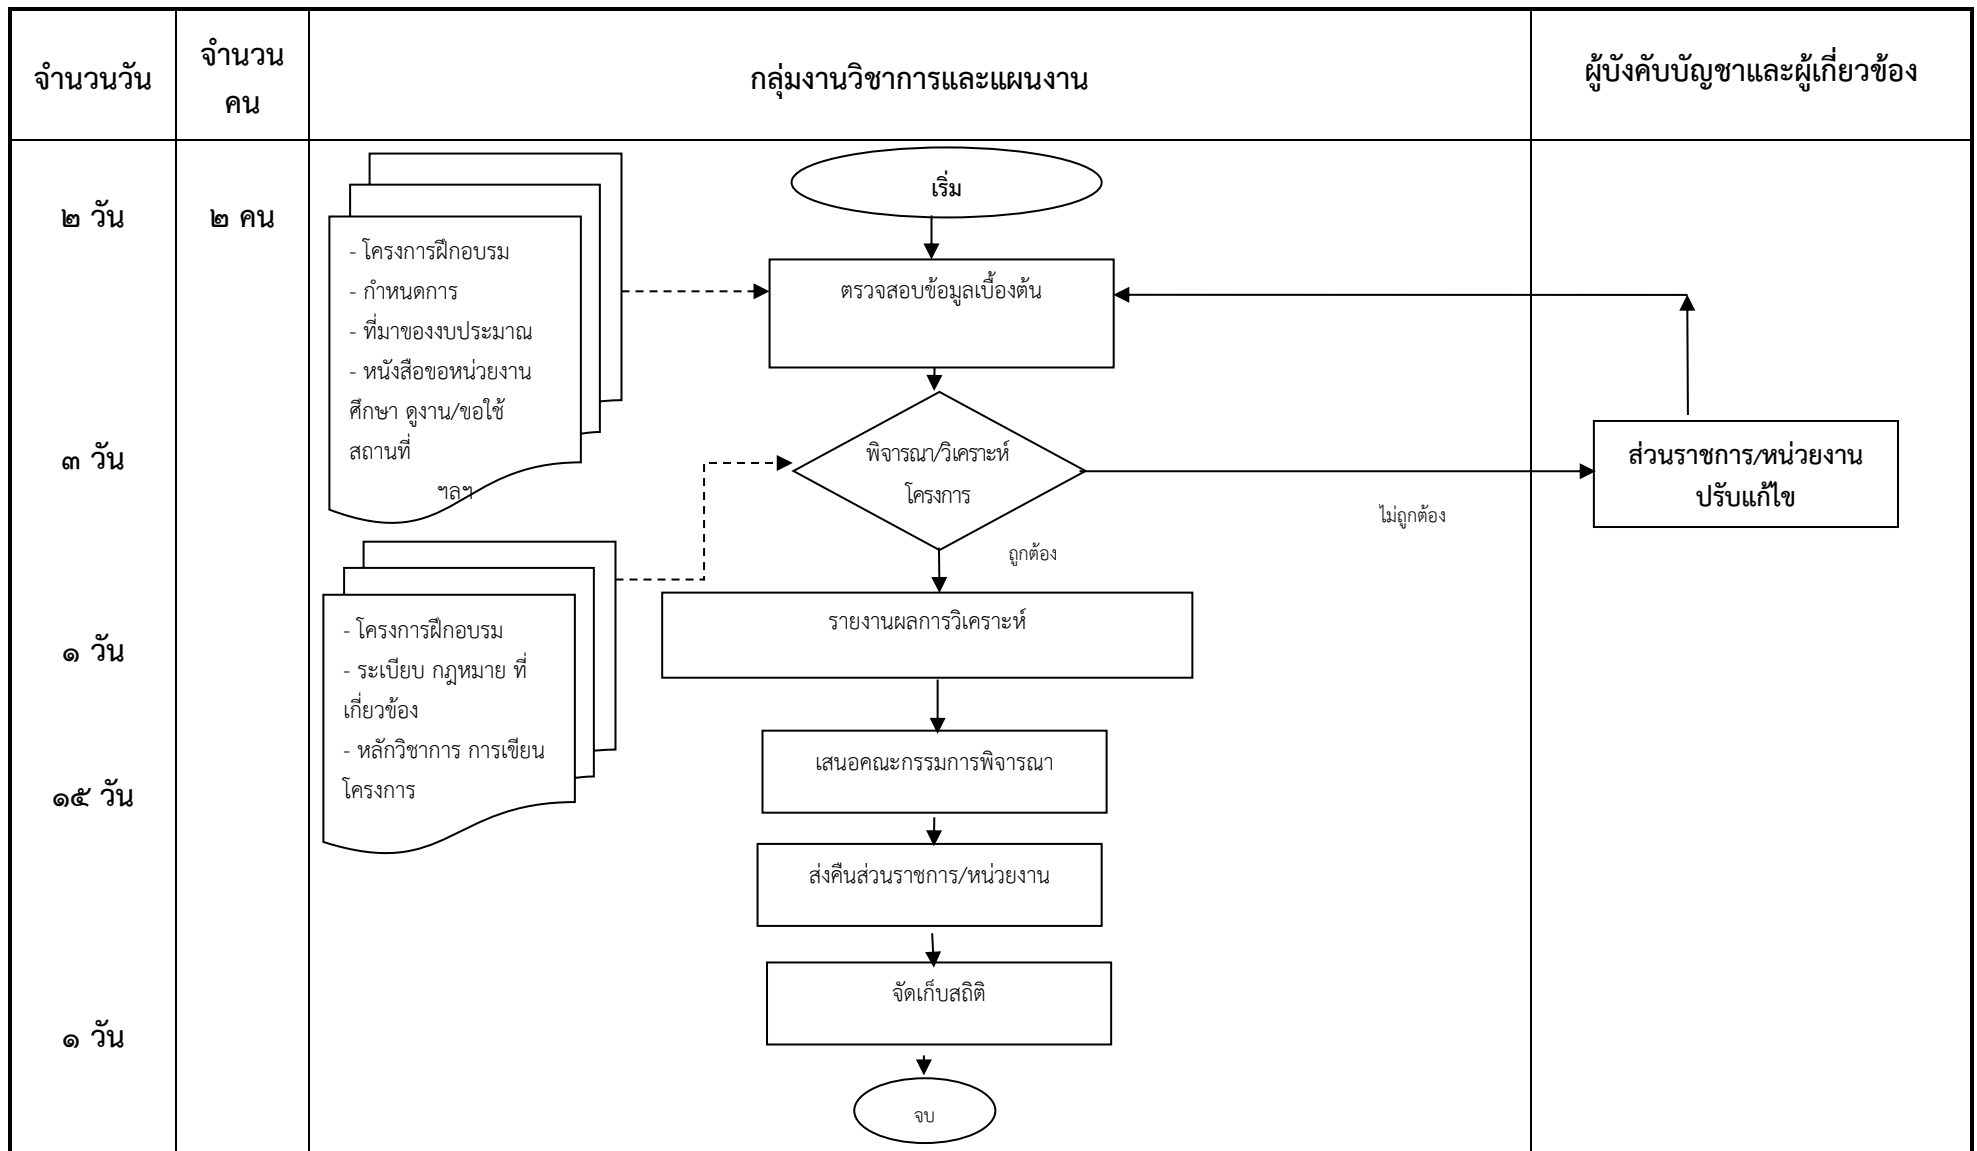 จำนวนวัน
จำนวน
คน
กลุ่มงานวิชาการและแผนงาน
ผู้บังคับบัญชาและผู้เกี่ยวข้อง
๒ วัน
๒ คน
- โครงการฝึกอบรม
- กำหนดการ
- ที่มาของงบประมาณ
- หนังสือขอหน่วยงาน
ศึกษา ดูงาน/ขอใช้
สถานที่
ฯลฯ
เริ่ม
ตรวจสอบข้อมูลเบื้องต้น
๓ วัน
พิจารณา/วิเคราะห์
โครงการ
ไม่ถูกต้อง
ส่วนราชการ/หน่วยงาน
ปรับแก้ไข
ถูกต้อง
- โครงการฝึกอบรม
- ระเบียบ กฎหมาย ที่
เกี่ยวข้อง
- หลักวิชาการ การเขียน
โครงการ
๑ วัน
รายงานผลการวิเคราะห์
๑๕ วัน
เสนอคณะกรรมการพิจารณา
ส่งคืนส่วนราชการ/หน่วยงาน
จัดเก็บสถิติ
๑ วัน
จบ